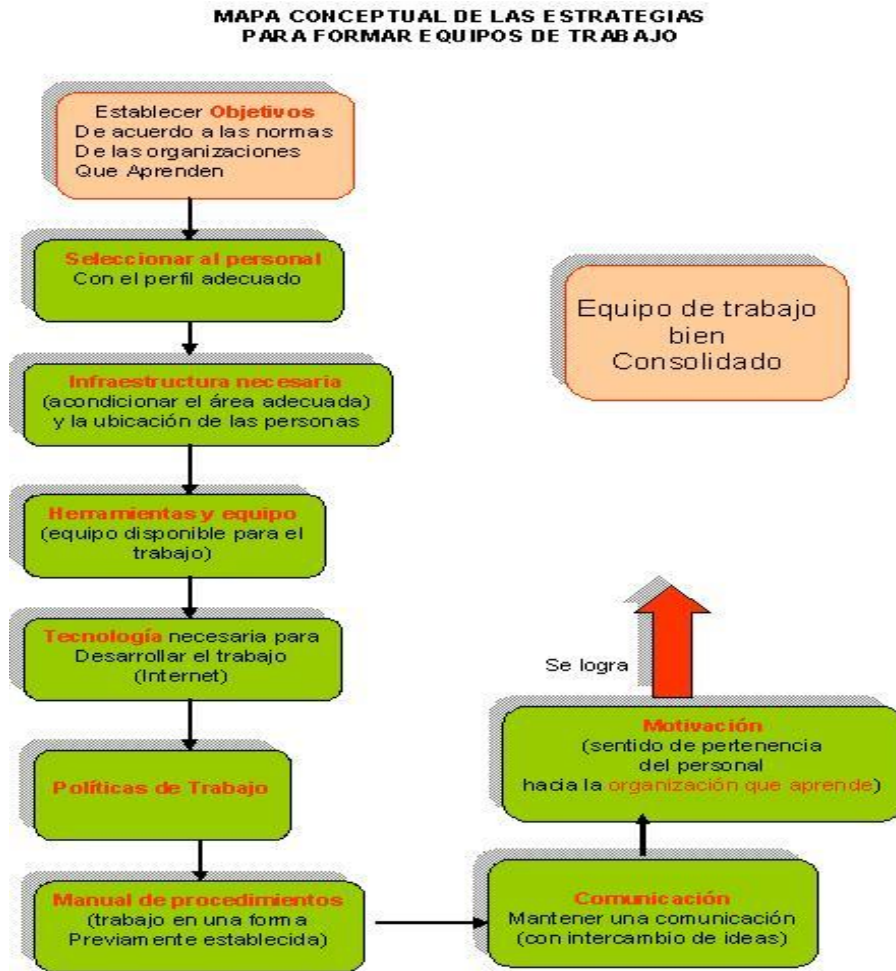 MAPA CONCEPTUAL DE LAS ESTRATEGIAS
PARA FORMAR EQUIPOS DE TRABAJO
Establecer Objetivos
De acuerdo a las normas
De las organizaciones
Que Aprenden
Seleccionar al personal
Con el perfil adecuado
Infraestructura necesaria
(acondicionar el área adecuada)
y la ubicación de las personas
Herramientas y equipo
(equipo disponible para el
trabajo)
Tecnología necesaria para
Desarrollar el trabajo
(Internet)
Políticas de Trabajo
Manual de procedimientos
(trabajo en una forma
Previamente establecida)
Comunicación
Mantener una comunicación
(con intercambio de ideas)
Motivación
(sentido de pertenencia
del personal
hacia la organización que aprende)
Se logra
Equipo de trabajo
bien
Consolidado